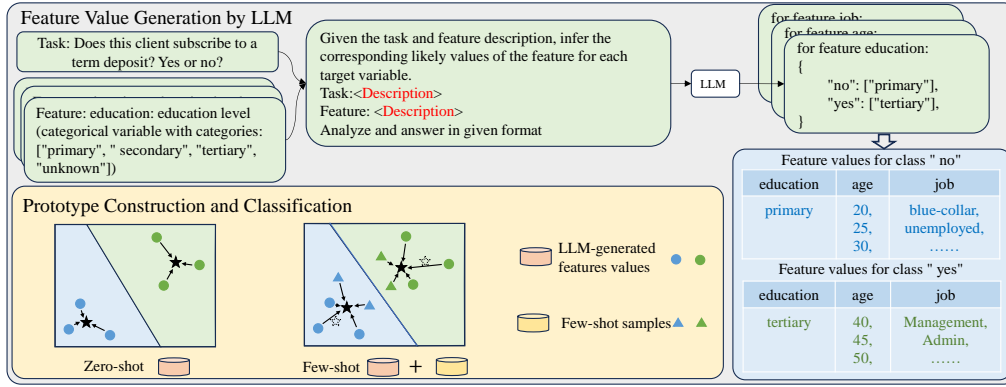 Feature Value Generation by LLM
Task: Does this client subscribe to a
term deposit? Yes or no?
Feature: education: education level
(categorical variable with categories:
["primary", " secondary", "tertiary",
"unknown"])
Given the task and feature description, infer the
corresponding likely values of the feature for each
target variable.
Task:<Description>
Feature: <Description>
Analyze and answer in given format
LLM
for feature job:
for feature age:
for feature education:
{
"no": ["primary"],
"yes": ["tertiary"],
}
Feature values for class " no"
education age job
primary 20, blue-collar,
25, unemployed,
30, ……
Feature values for class " yes"
education age job
tertiary 40, Management,
45, Admin,
50, ……
Prototype Construction and Classification
LLM-generated
features values
Few-shot samples
Zero-shot
Few-shot +